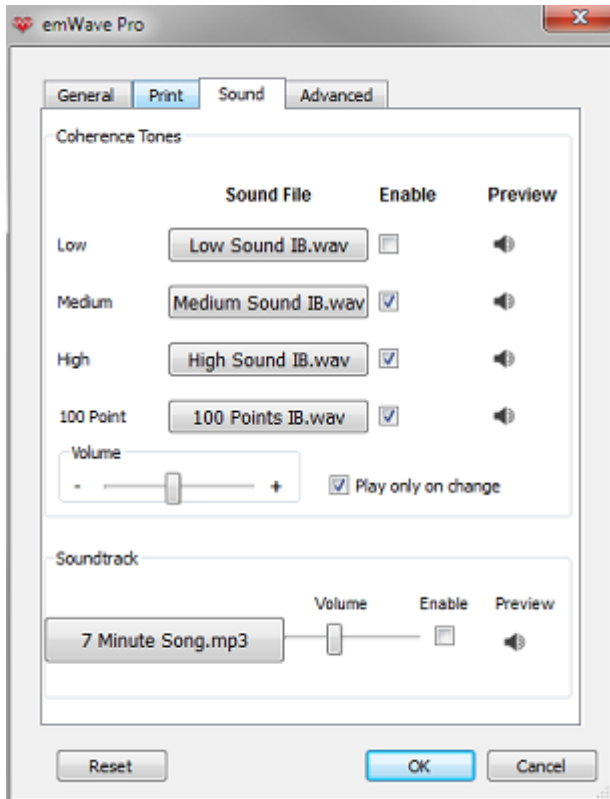 emWave Pro
General Print Sound Advanced
Coherence Tones
Sound File Enable Preview
Low Low Sound IB.wav
Medium Medium Sound IB.wav
High High Sound IB.wav
100 Point 100 Points IB.wav
Volume
- + Play only on change
Soundtrack
Volume Enable Preview
7 Minute Song.mp3
Reset OK Cancel